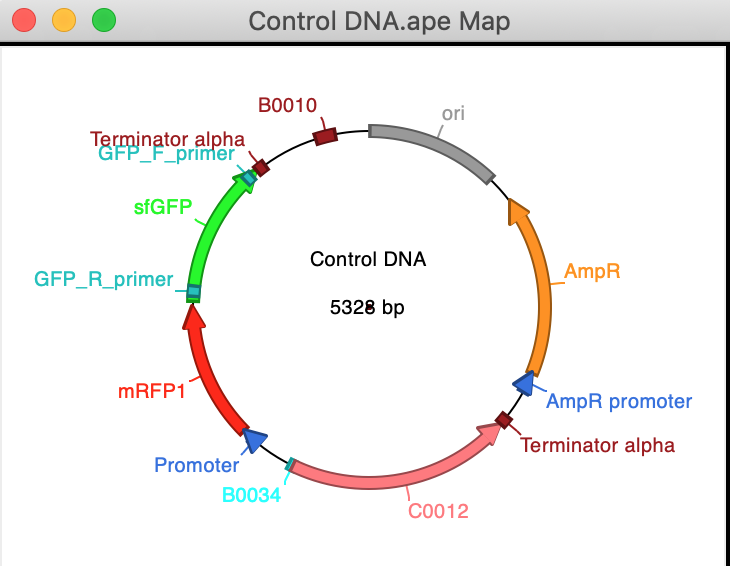 Control DNA.ape Map
B0010
ori
Terminator alpha
GFP_F_primer
sfGFP
Control DNA
AmpR
GFP_R_primer
5328 bp
mRFP1
AmpR promoter
Terminator alpha
Promoter
B0034
C0012